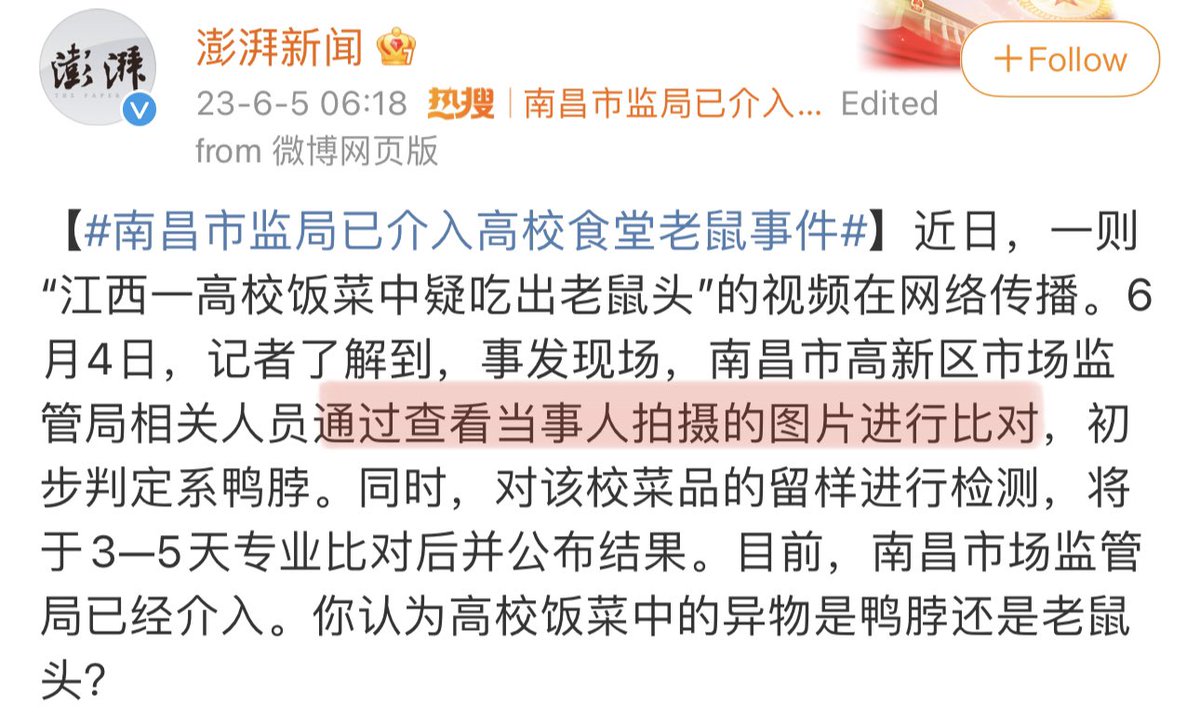 澎湃新闻
澎湃
THE PAPER
+Follow
23-6-5 06:18 热搜|南昌市监局已介入... Edited
from 微博网页版
【#南昌市监局已介入高校食堂老鼠事件#】近日，一则
“江西一高校饭菜中疑吃出老鼠头”的视频在网络传播。6
月4日，记者了解到，事发现场，南昌市高新区市场监
管局相关人员通过查看当事人拍摄的图片进行比对，初
步判定系鸭脖。同时，对该校菜品的留样进行检测，将
于3—5天专业比对后并公布结果。目前，南昌市场监管
局已经介入。你认为高校饭菜中的异物是鸭脖还是老鼠
头？